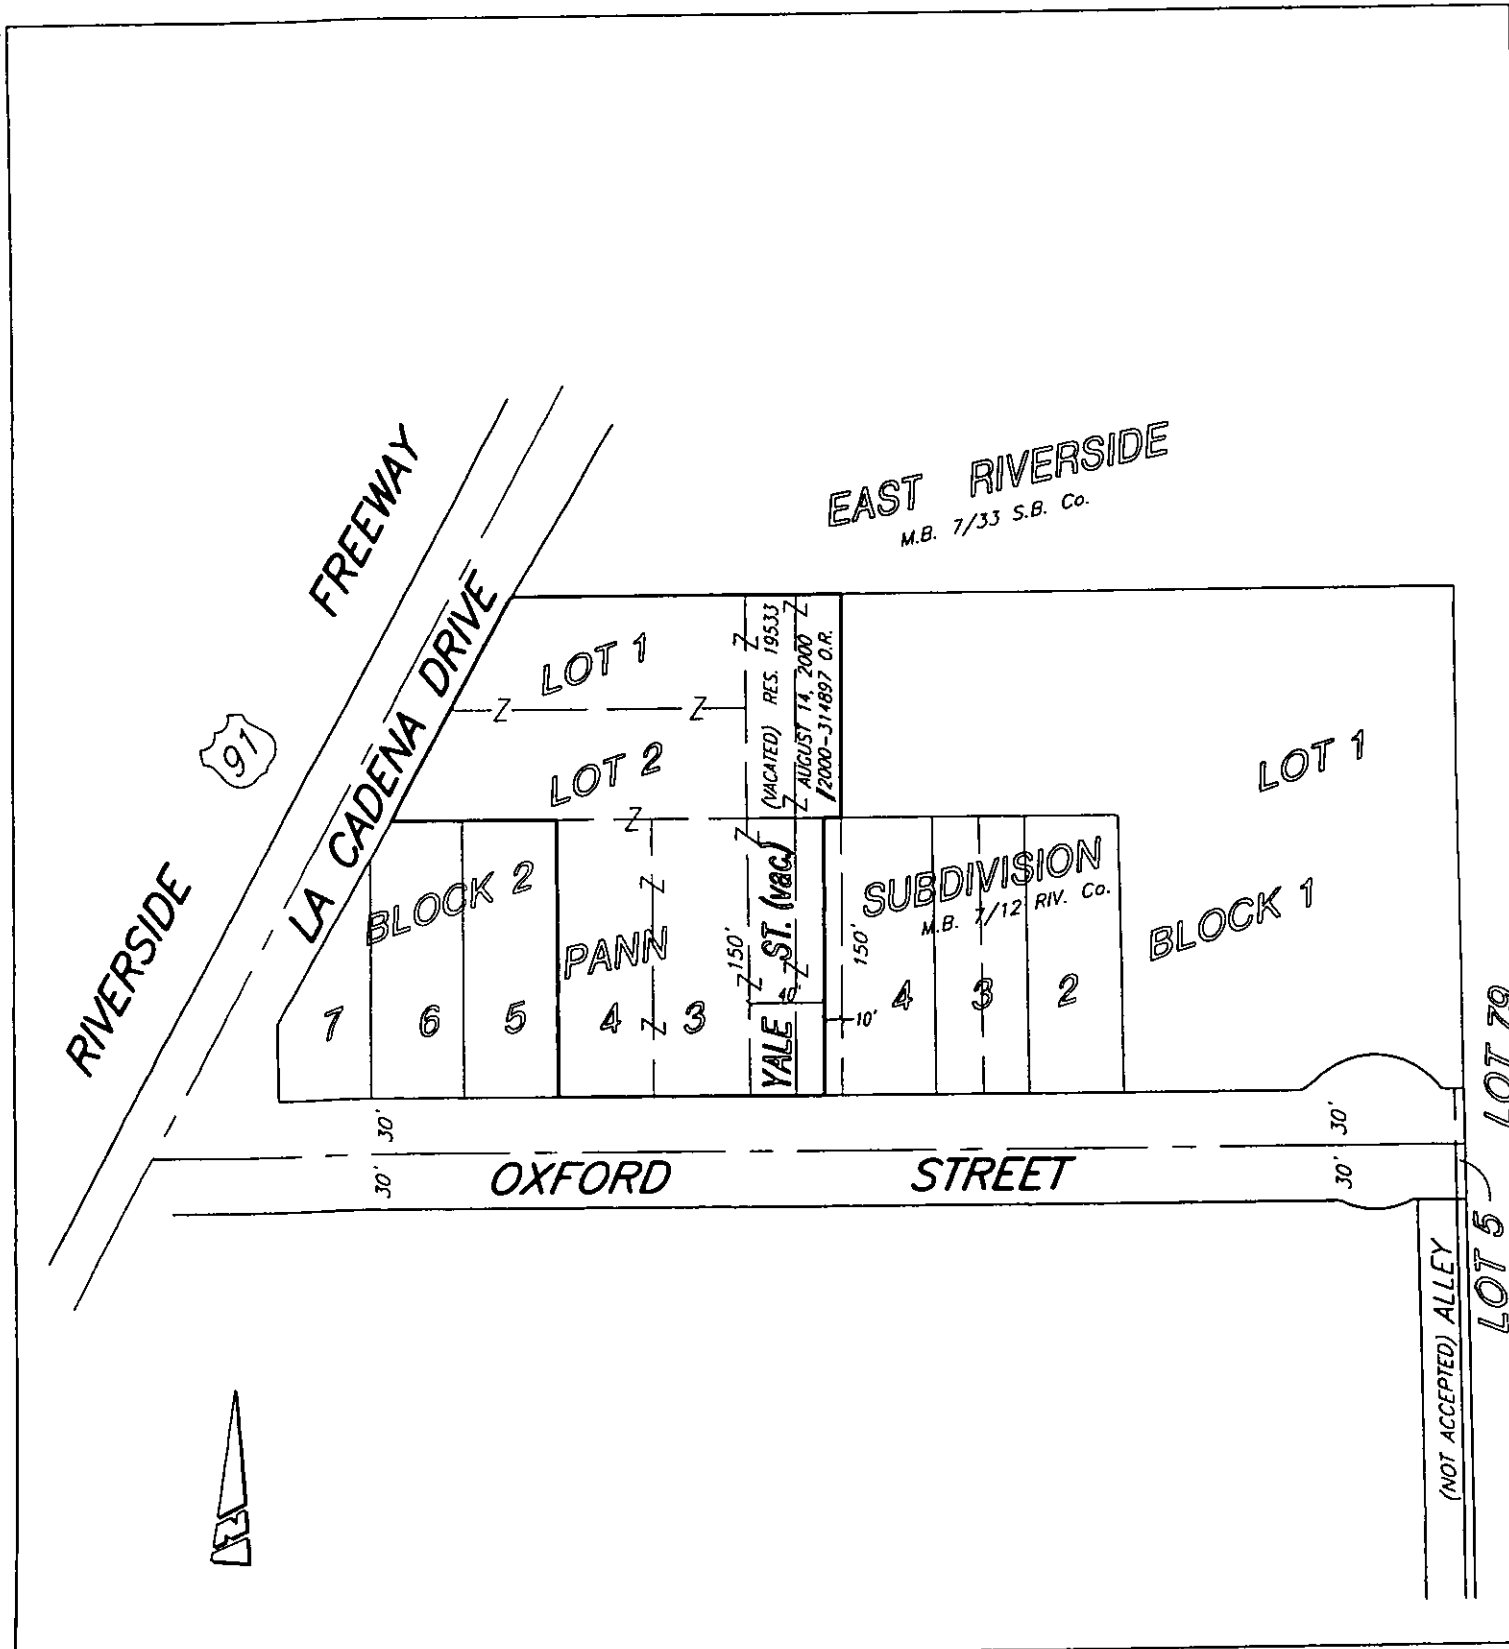 RIVERSIDE FREEWAY
91
LA CADENA DRIVE
EAST RIVERSIDE
M.B. 7/33 S.B. Co.
LOT 1
LOT 2
(VACATED) RES. 19533
AUGUST 14, 2000
2000-314897 O.R.
LOT 1
BLOCK 2
PANN
SUBDIVISION
M.B. 7/12 RIV. Co.
BLOCK 1
YALE ST. (vac.)
150'
40'
150'
10'
7
6
5
4
3
4
3
2
30'
30'
OXFORD STREET
30'
30'
LOT 79
LOT 5
(NOT ACCEPTED) ALLEY
Z
Z
Z
Z
Z
Z
Z
Z
Z
Z
Z
N